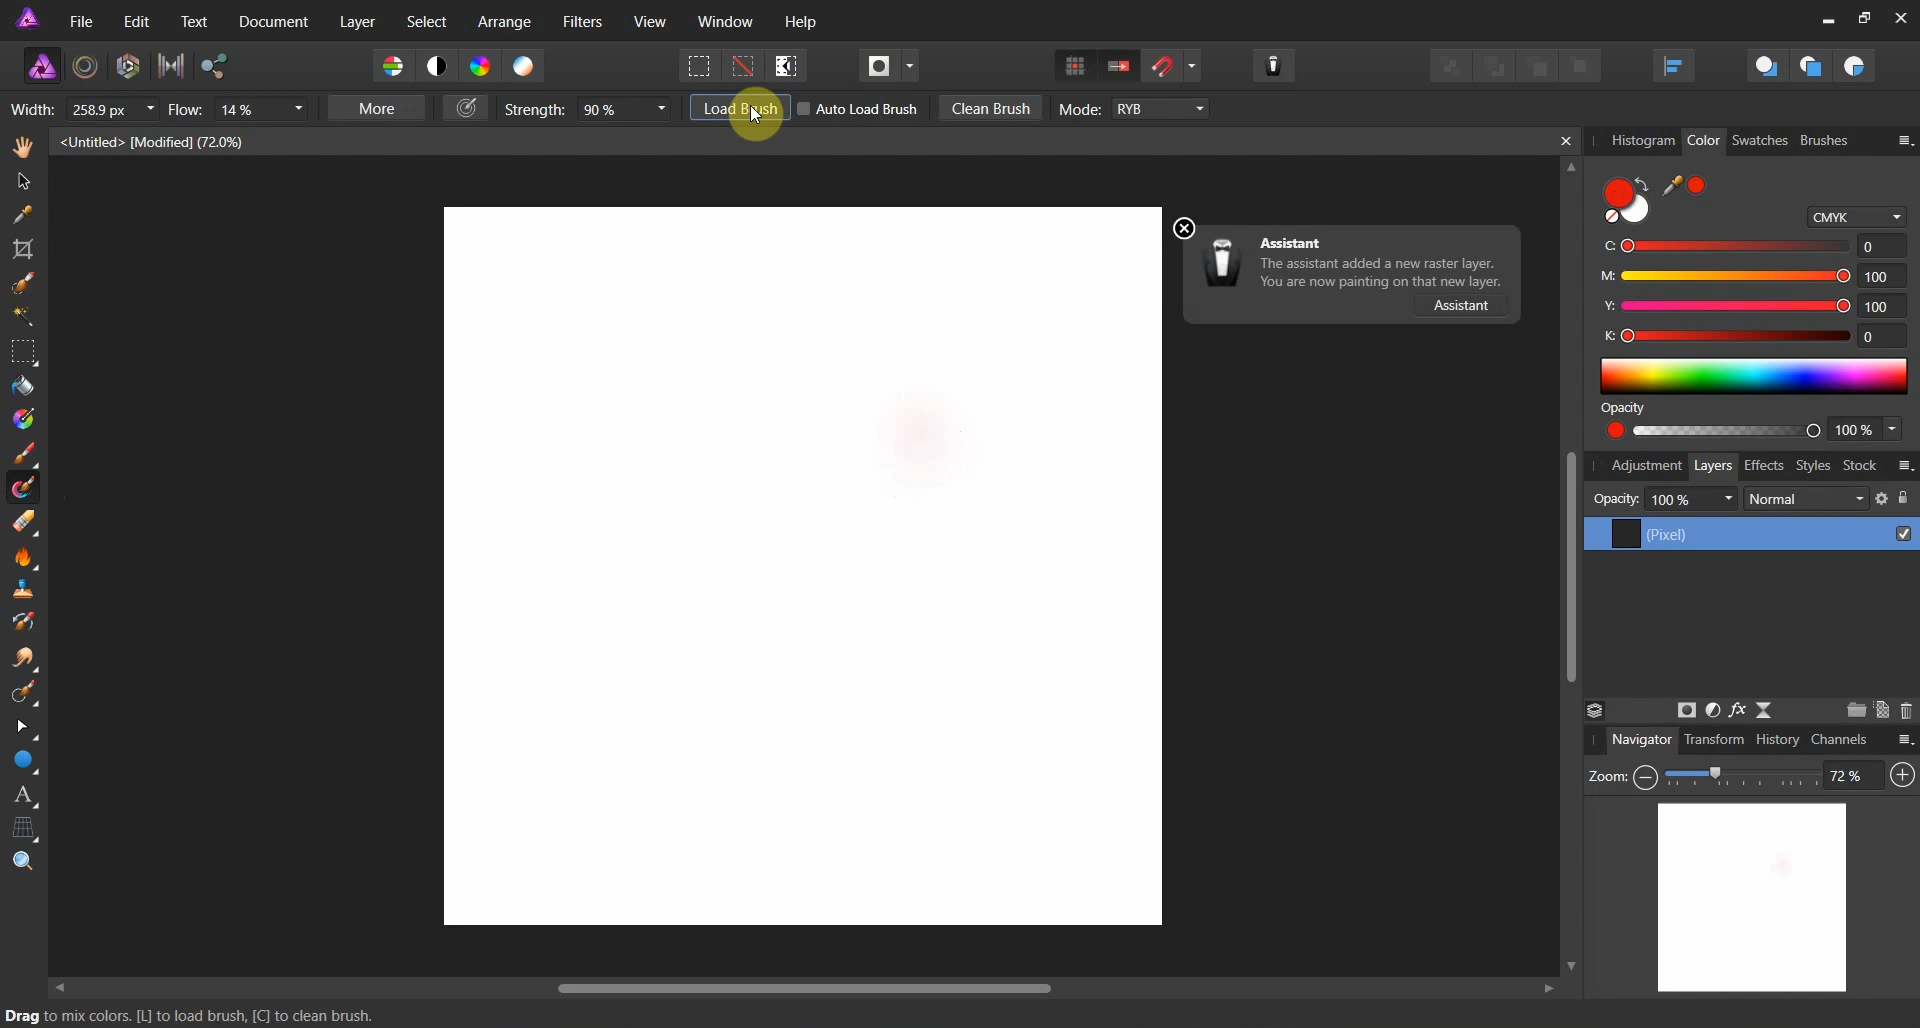 File Edit Text Document Layer Select Arrange Filters View Window Help
Width: 258.9 px Flow: 14 % More Strength: 90 % Load Brush Auto Load Brush Clean Brush Mode: RYB
<Untitled> [Modified] (72.0%)
Histogram Color Swatches Brushes
CMYK
C: 0
M: 100
Y: 100
K: 0
Opacity
100 %
Assistant
The assistant added a new raster layer.
You are now painting on that new layer.
Assistant
Adjustment Layers Effects Styles Stock
Opacity: 100 % Normal
(Pixel)
fx
Navigator Transform History Channels
Zoom: 72 %
A
Drag to mix colors. [L] to load brush, [C] to clean brush.